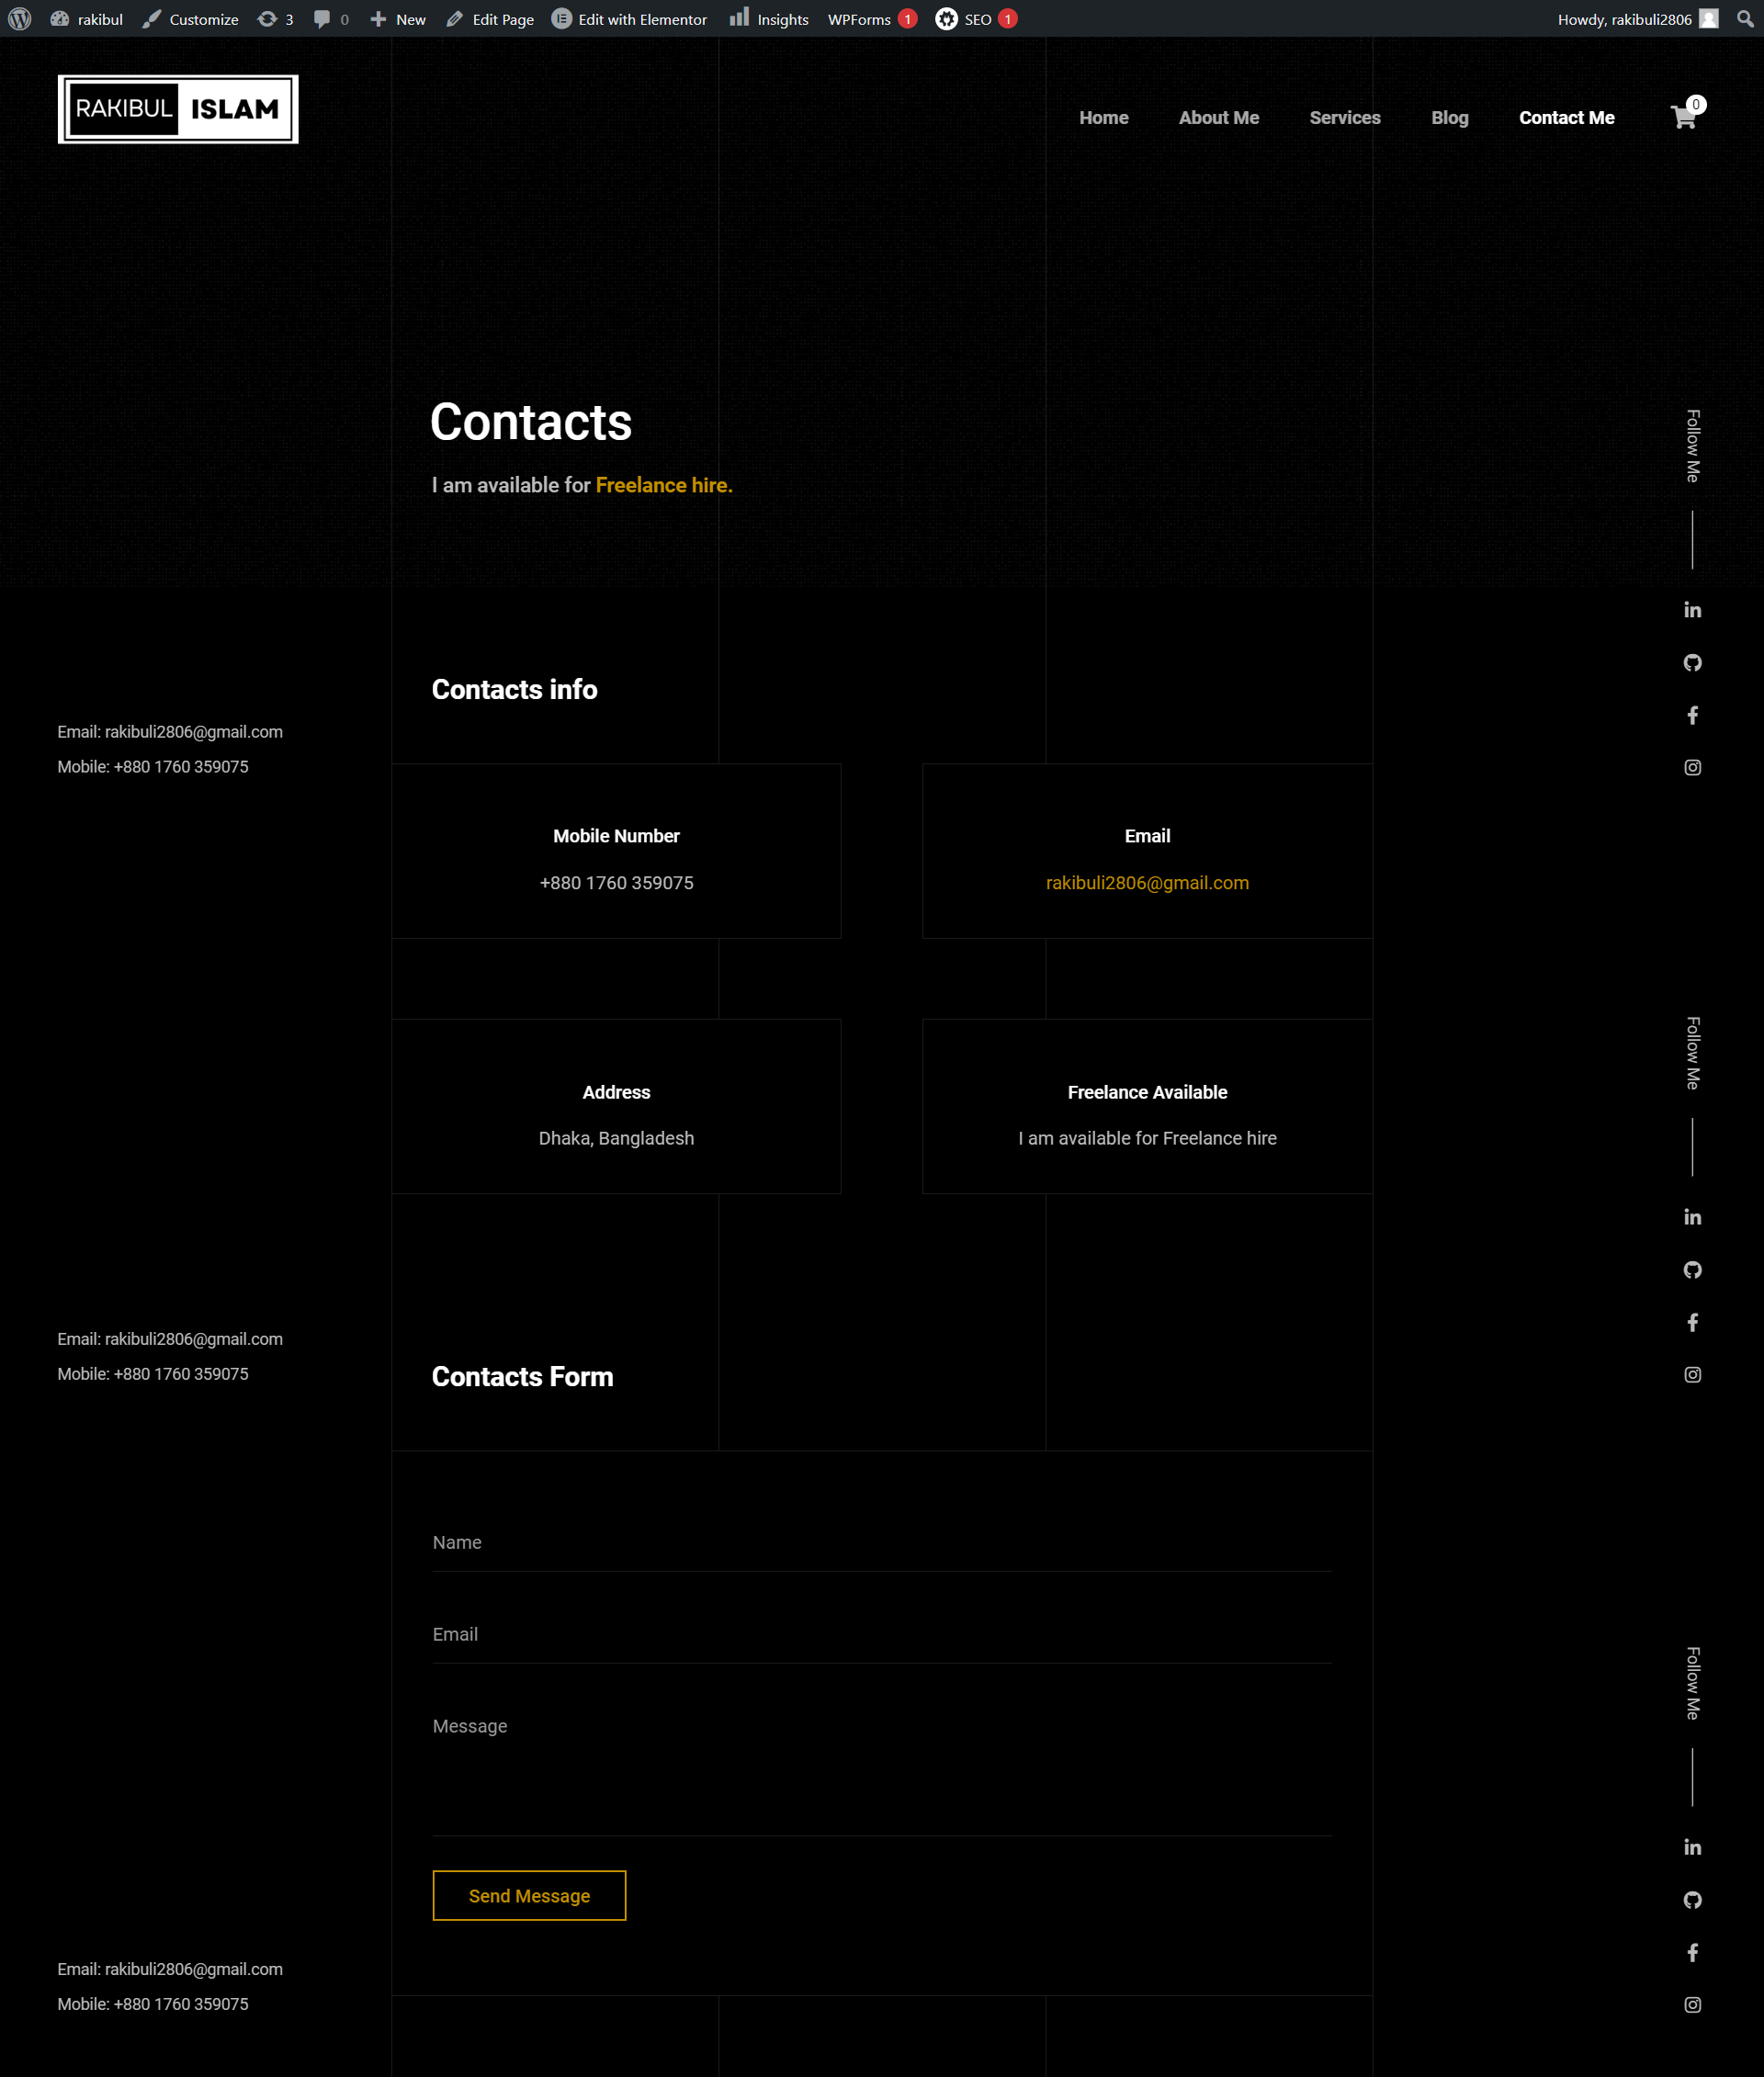 rakibul Customize 3 0 New Edit Page Edit with Elementor Insights WPForms 1 SEO 1 Howdy, rakibuli2806
RAKIBUL ISLAM
Home About Me Services Blog Contact Me 0
Contacts
I am available for Freelance hire.
Follow Me
Contacts info
Email: rakibuli2806@gmail.com
Mobile: +880 1760 359075
Mobile Number
+880 1760 359075
Email
rakibuli2806@gmail.com
Follow Me
Address
Dhaka, Bangladesh
Freelance Available
I am available for Freelance hire
Email: rakibuli2806@gmail.com
Mobile: +880 1760 359075
Contacts Form
Name
Email
Message
Follow Me
Send Message
Email: rakibuli2806@gmail.com
Mobile: +880 1760 359075